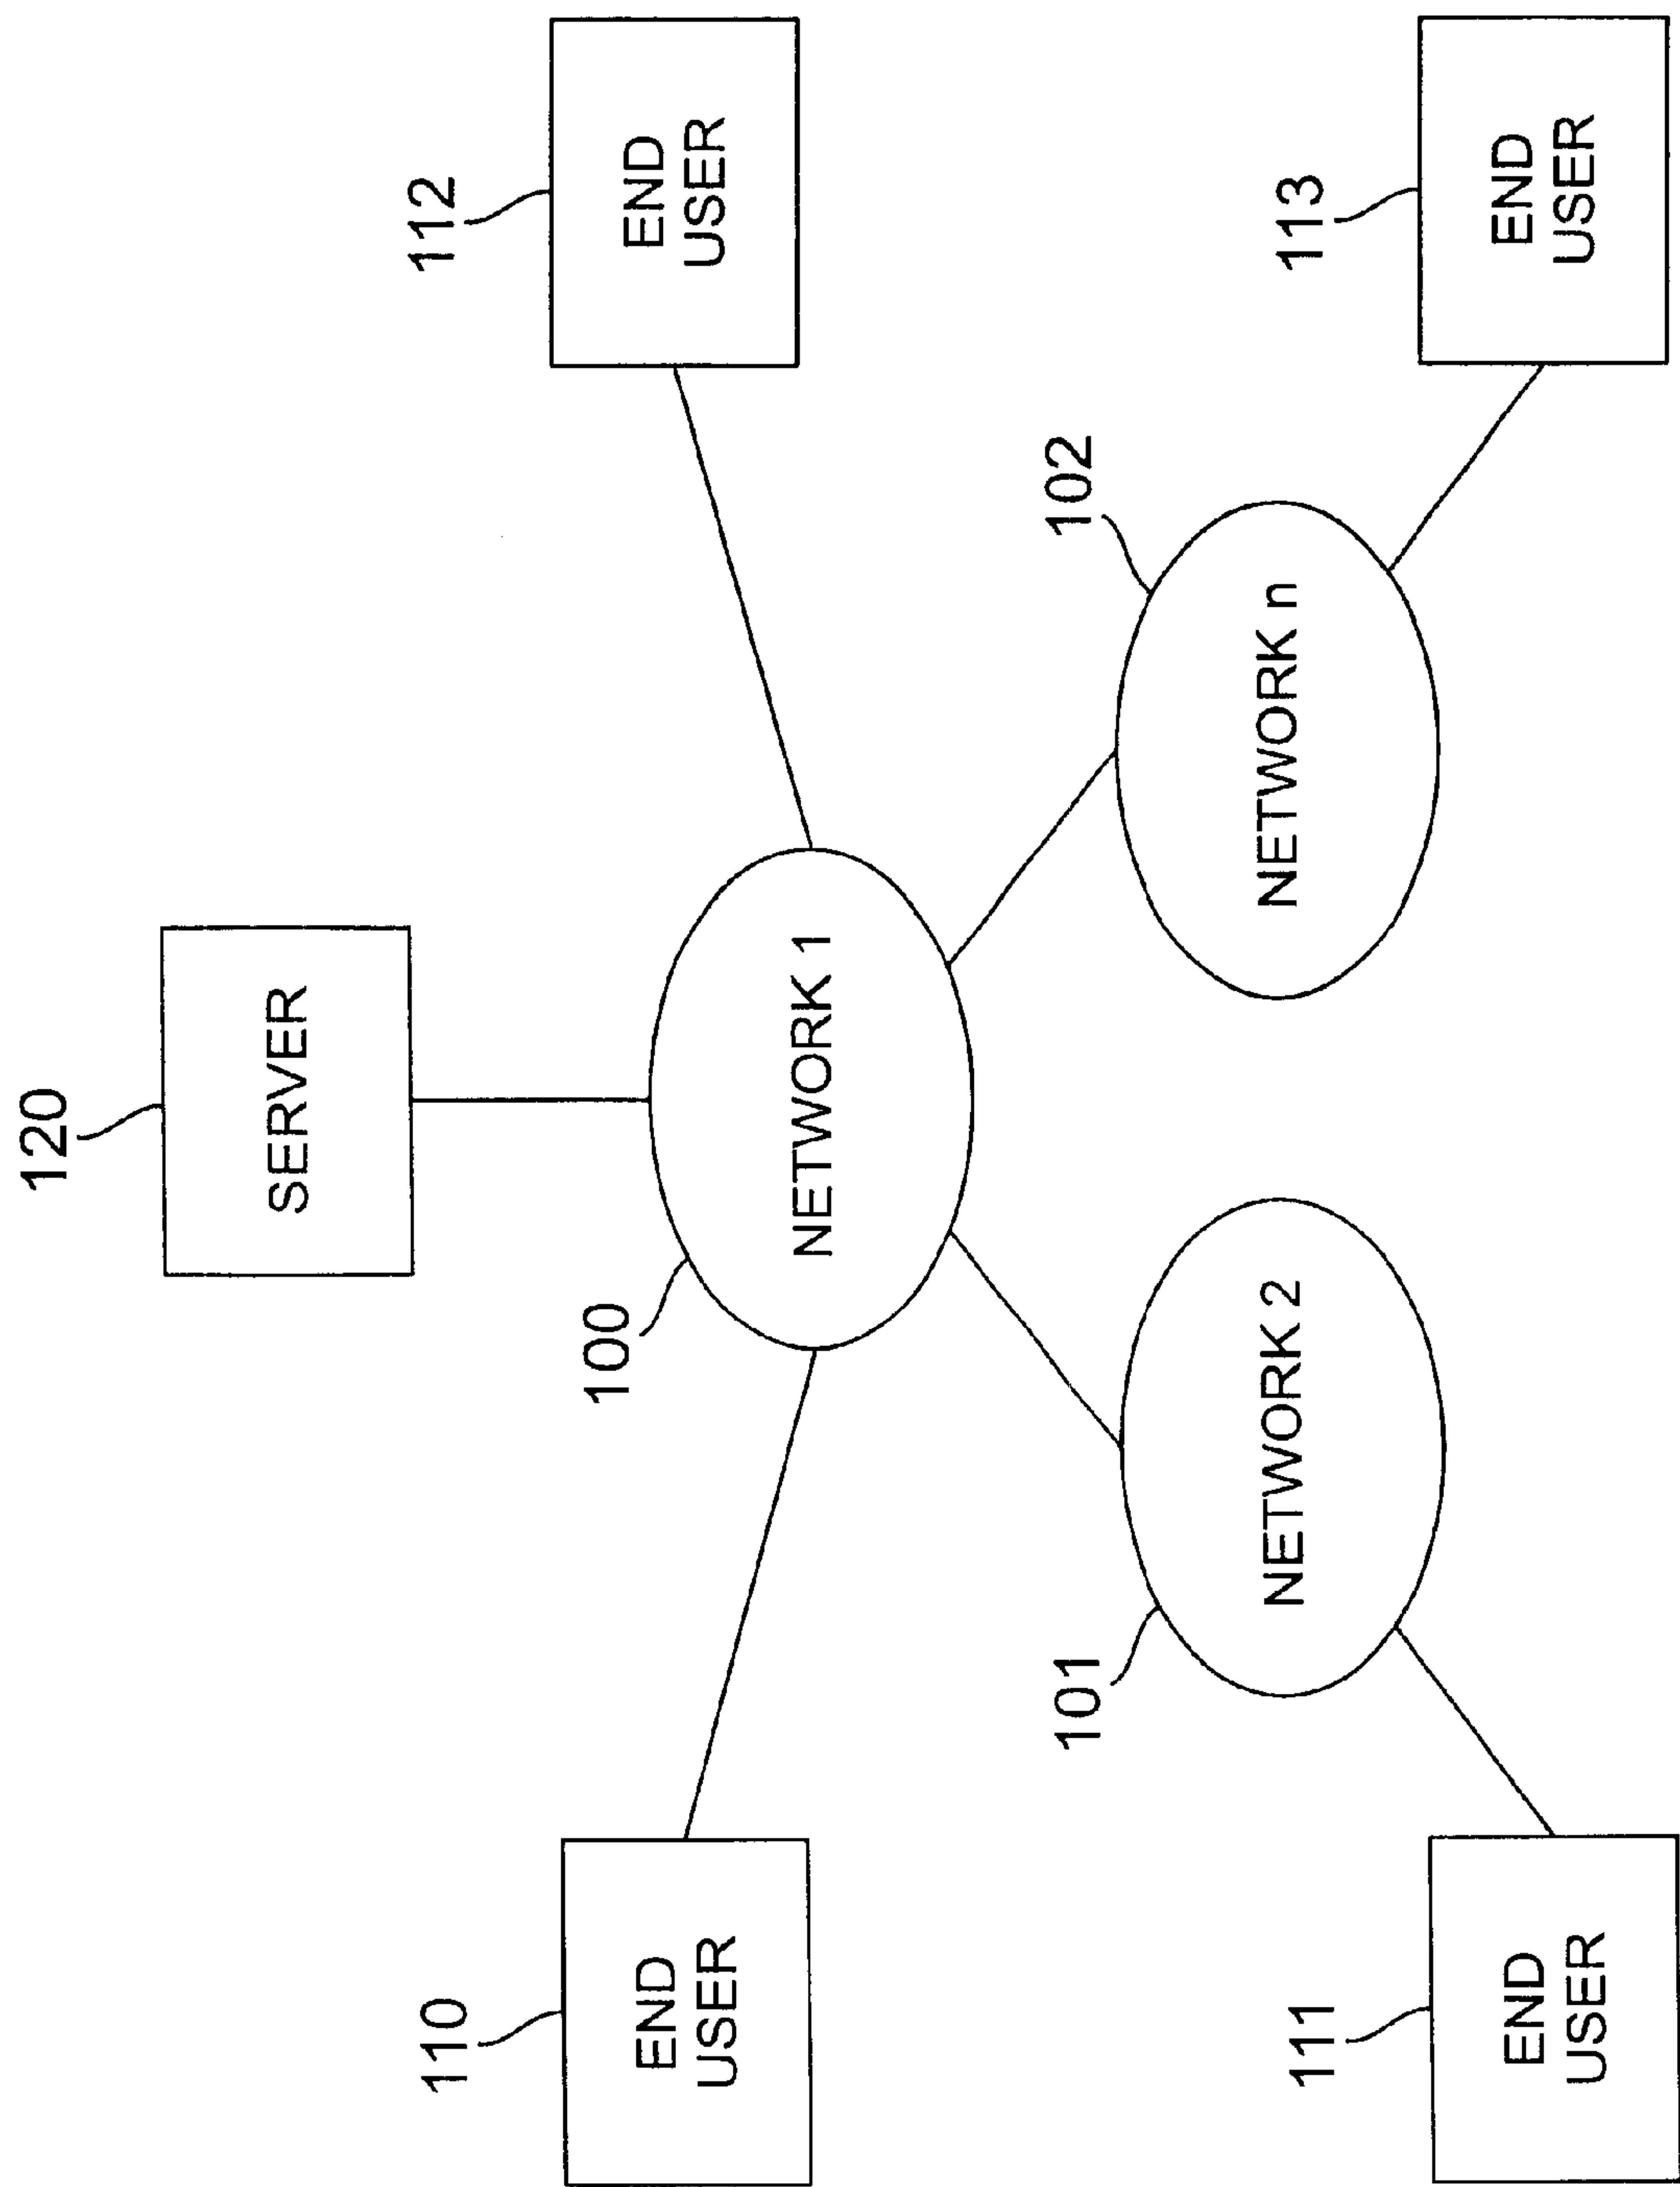 120
SERVER
110
END
USER
112
END
USER
100
NETWORK 1
101
NETWORK 2
102
NETWORK n
111
END
USER
113
END
USER